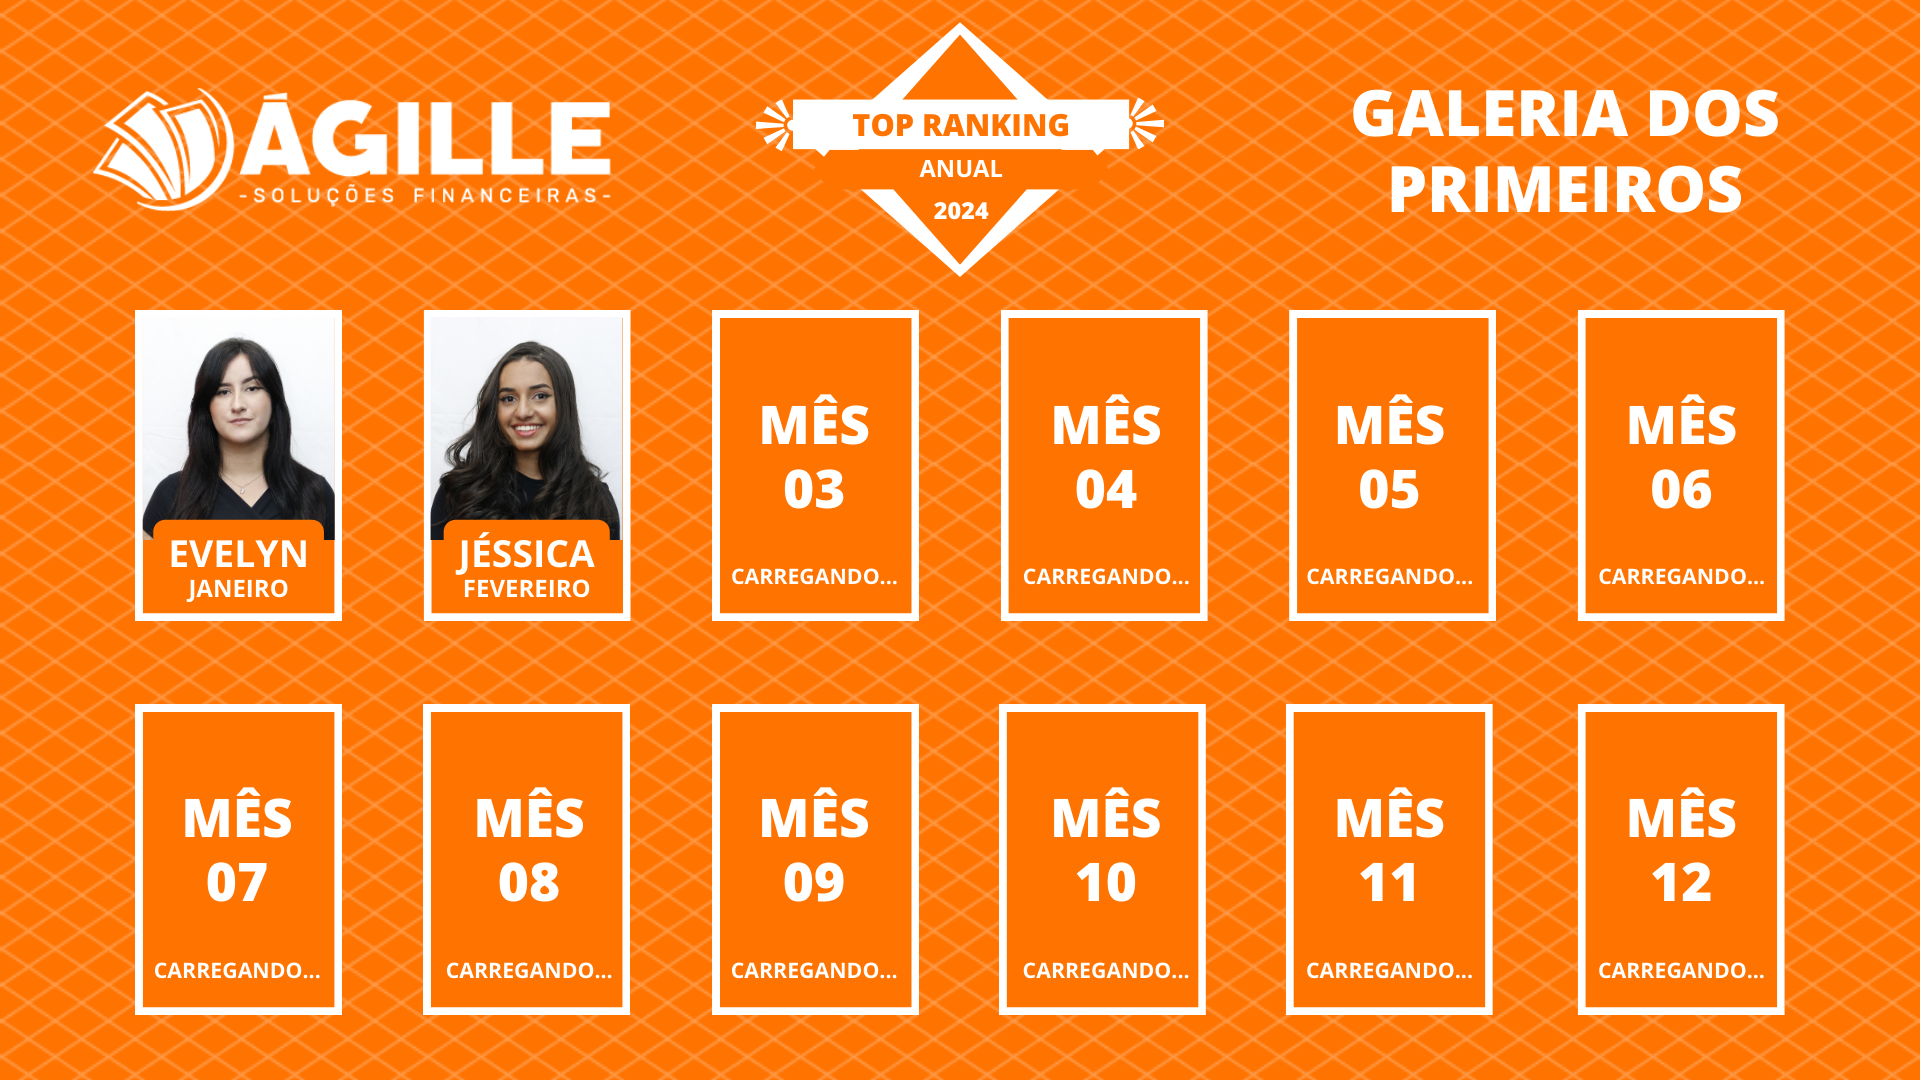 ÁGILLE
-SOLUÇÕES FINANCEIRAS-
TOP RANKING
ANUAL
2024
GALERIA DOS
PRIMEIROS
EVELYN
JANEIRO
JÉSSICA
FEVEREIRO
MÊS
03
CARREGANDO...
MÊS
04
CARREGANDO...
MÊS
05
CARREGANDO...
MÊS
06
CARREGANDO...
MÊS
07
CARREGANDO...
MÊS
08
CARREGANDO...
MÊS
09
CARREGANDO...
MÊS
10
CARREGANDO...
MÊS
11
CARREGANDO...
MÊS
12
CARREGANDO...